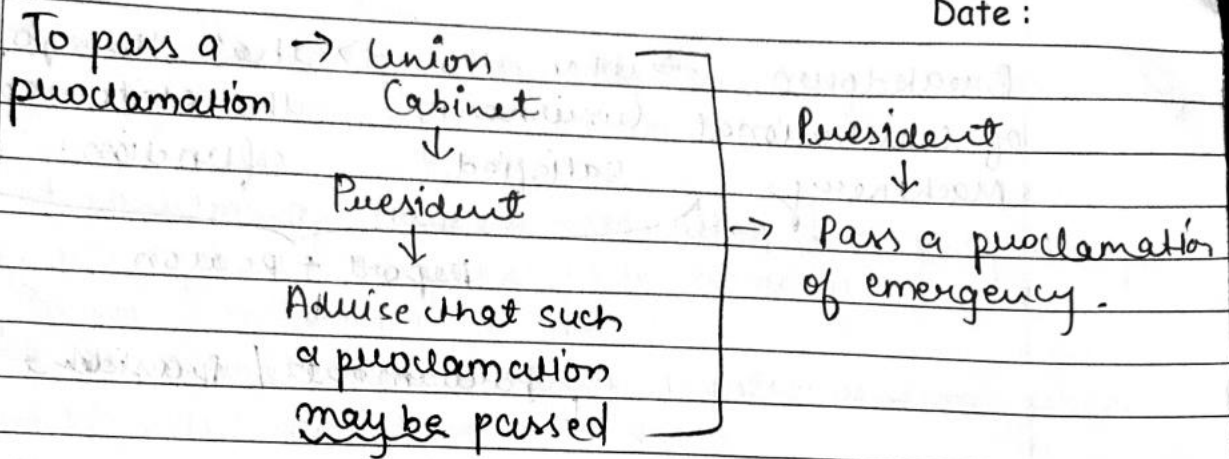 Date :
To pass a → Union
proclamation Cabinet
↓
President
↓
Advise that such
a proclamation
may be passed
President
↓
→ Pass a proclamation
of emergency.